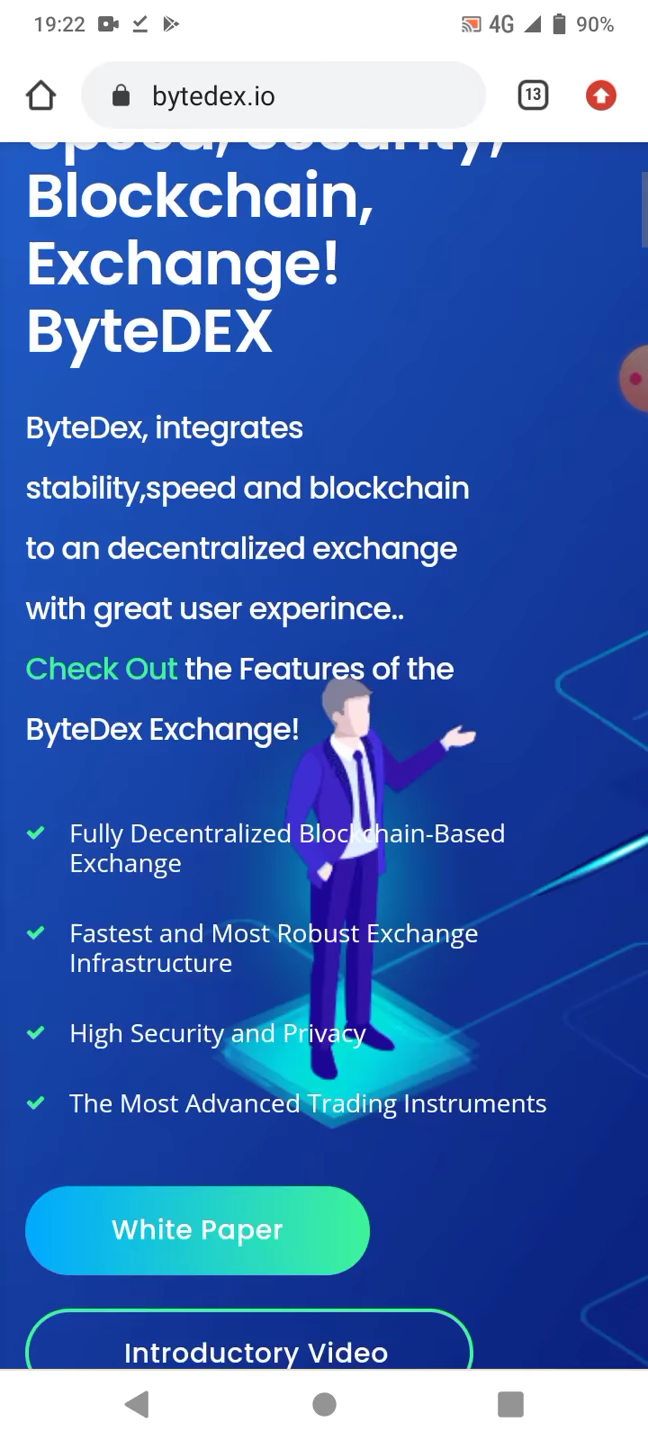 19:22
4G
90%
bytedex.io
13
Speed, Security,
Blockchain,
Exchange!
ByteDEX
ByteDex, integrates
stability,speed and blockchain
to an decentralized exchange
with great user experince..
Check Out the Features of the
ByteDex Exchange!
Fully Decentralized Blockchain-Based
Exchange
Fastest and Most Robust Exchange
Infrastructure
High Security and Privacy
The Most Advanced Trading Instruments
White Paper
Introductory Video